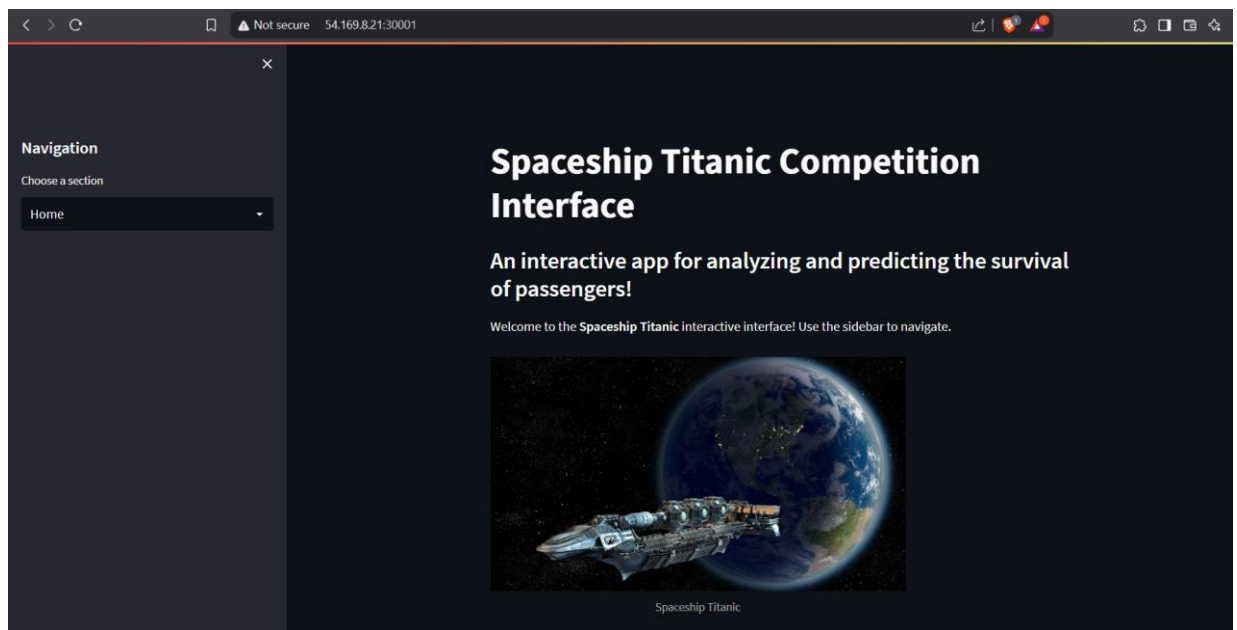 Not secure
54.169.8.21:30001
Navigation
Choose a section
Home
Spaceship Titanic Competition
Interface
An interactive app for analyzing and predicting the survival
of passengers!
Welcome to the Spaceship Titanic interactive interface! Use the sidebar to navigate.
Spaceship Titanic